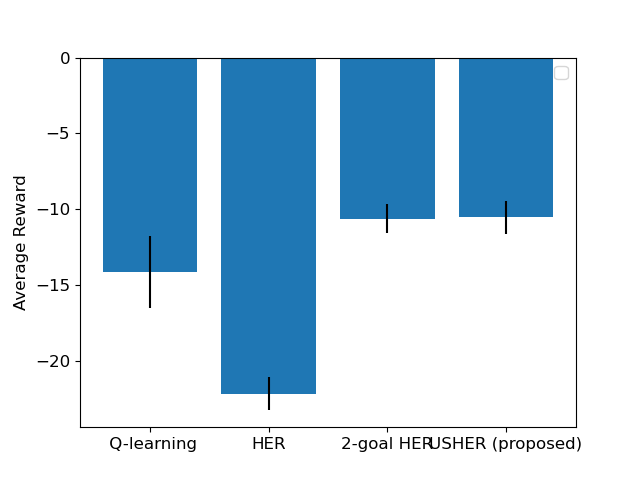 0
−5
−10
−15
−20
Average Reward
Q-learning
HER
2-goal HER
USHER (proposed)